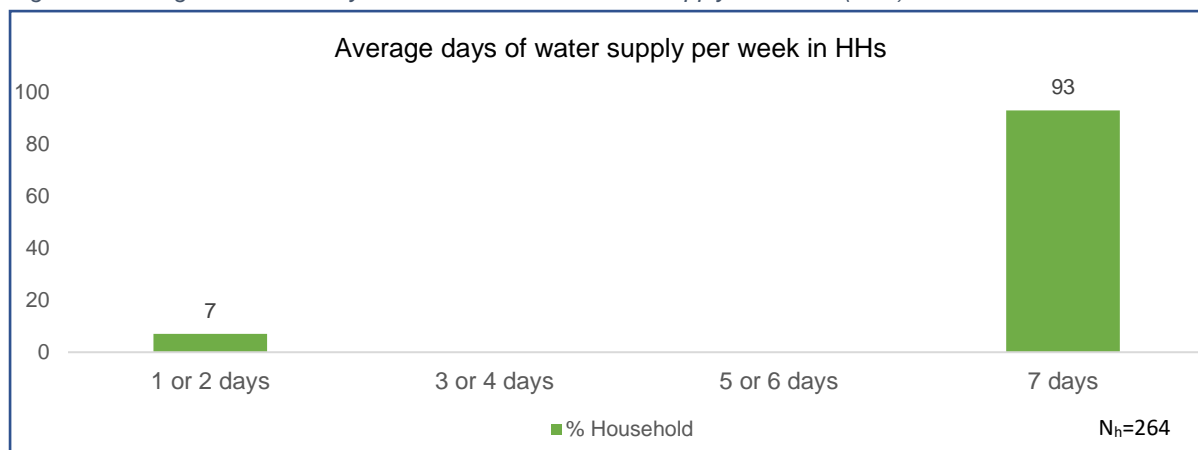 Average days of water supply per week in HHs
100
80
60
40
20
0
7
93
1 or 2 days
3 or 4 days
5 or 6 days
7 days
% Household
Nh=264